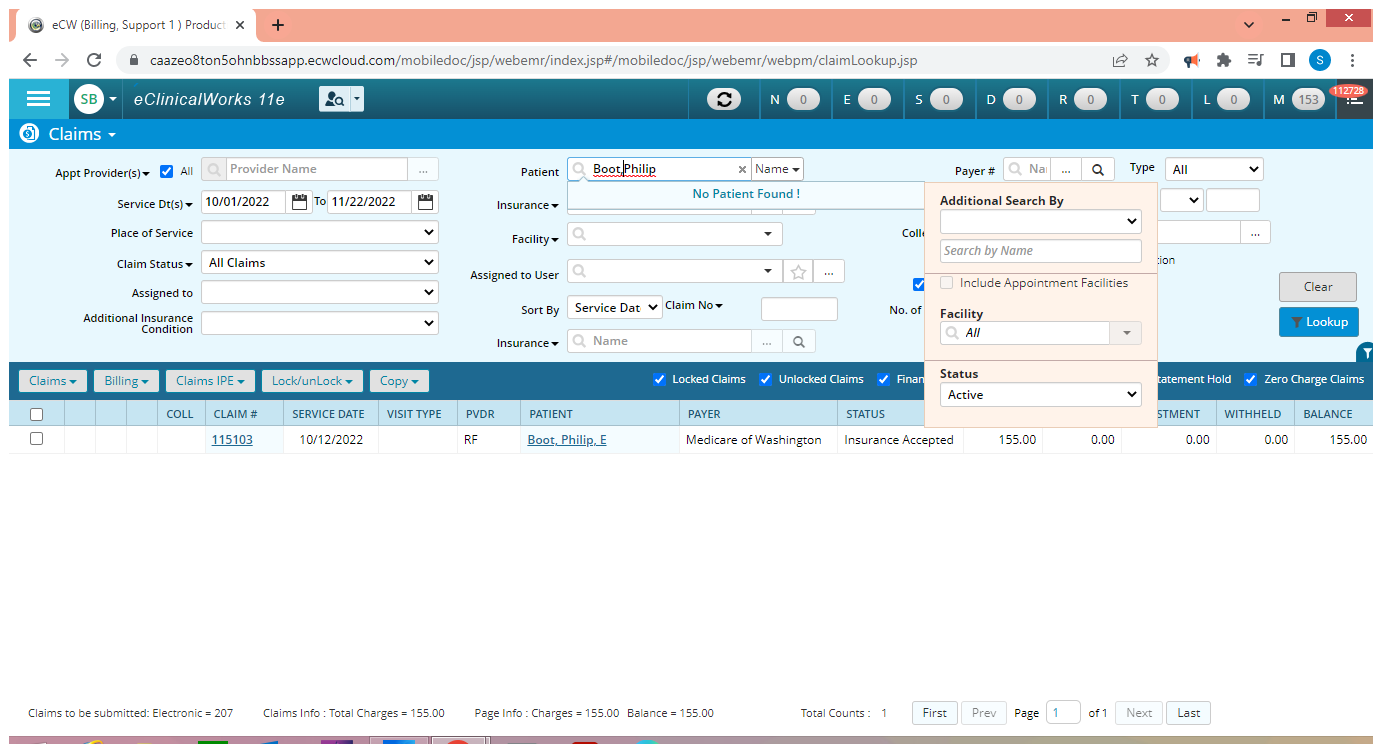 eCW (Billing, Support 1 ) Product
caazeo8ton5ohnbbssapp.ecwcloud.com/mobiledoc/jsp/webemr/index.jsp#/mobiledoc/jsp/webemr/webpm/claimLookup.jsp
S
SB eClinicalWorks 11e N 0 E 0 S 0 D 0 R 0 T 0 L 0 M 153 112728
Claims
Appt Provider(s) All Provider Name ... Patient Boot,Philip x Name Payer # ... Type All
No Patient Found !
Service Dt(s) 10/01/2022 To 11/22/2022 Insurance
Additional Search By
Place of Service Facility
Search by Name
...
Claim Status All Claims Assigned to User ...
Include Appointment Facilities
Clear
Assigned to Sort By Service Claim No No. of
Facility
All
Lookup
Additional Insurance
Condition
Insurance Name ...
Status
Active
Claims Billing Claims IPE Lock/unLock Copy Locked Claims Unlocked Claims Hold Zero Charge Claims
COLL CLAIM # SERVICE DATE VISIT TYPE PVDR PATIENT PAYER STATUS WITHHELD BALANCE
115103 10/12/2022 RF Boot, Philip, E Medicare of Washington Insurance Accepted 155.00 0.00 0.00 0.00 155.00
Claims to be submitted: Electronic = 207 Claims Info : Total Charges = 155.00 Page Info : Charges = 155.00 Balance = 155.00 Total Counts : 1 First Prev Page 1 of 1 Next Last